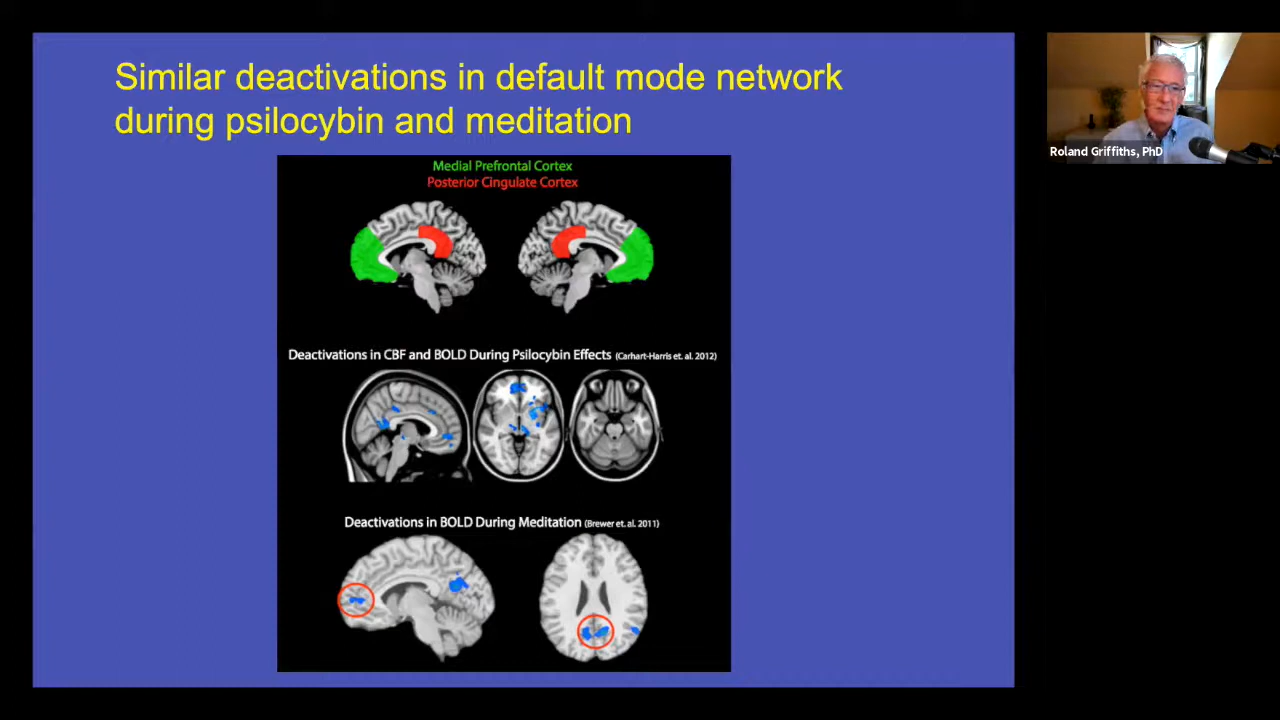 Similar deactivations in default mode network
during psilocybin and meditation
Medial Prefrontal Cortex
Posterior Cingulate Cortex
Deactivations in CBF and BOLD During Psilocybin Effects (Carhart-Harris et. al. 2012)
Deactivations in BOLD During Meditation (Brewer et. al. 2011)
Roland Griffiths, PhD